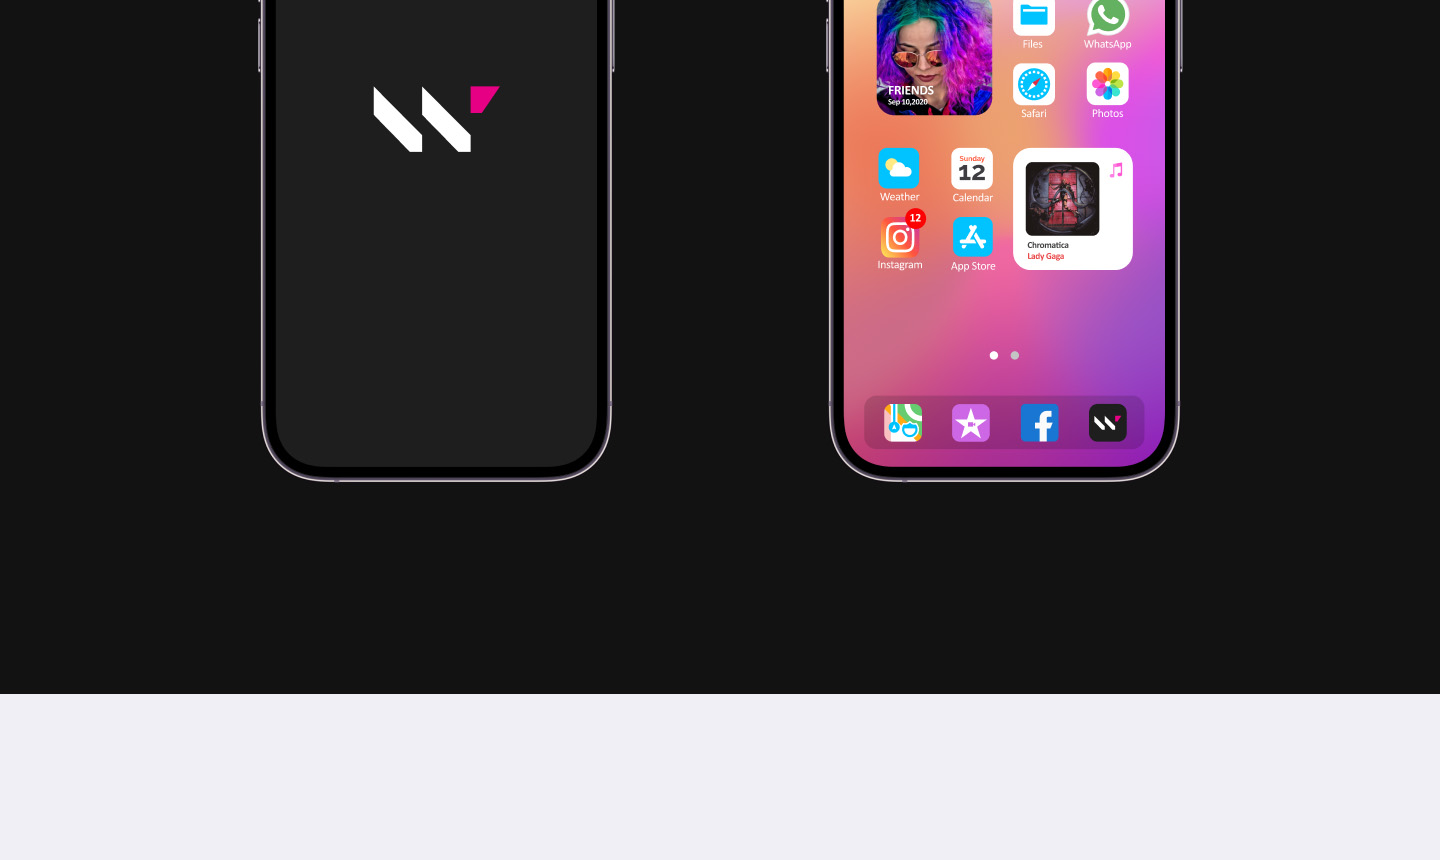 Files
WhatsApp
FRIENDS
Sep 10,2020
Safari
Photos
Weather
Sunday
12
Calendar
12
Instagram
App Store
Chromatica
Lady Gaga